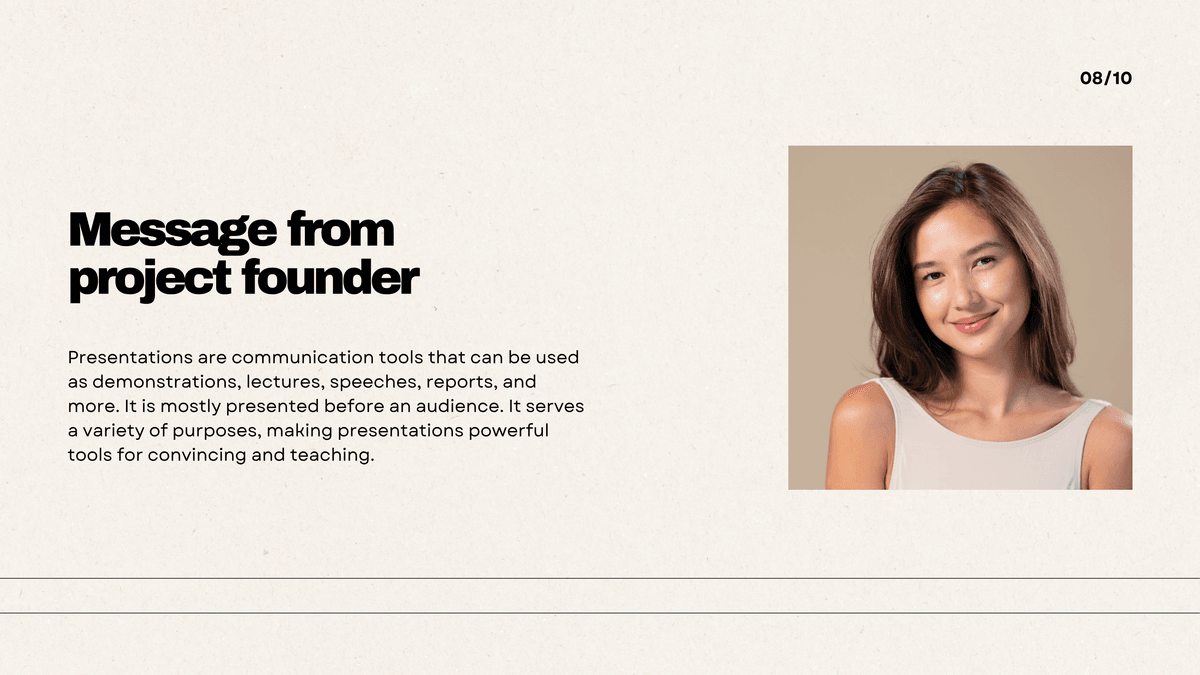 08/10
Message from
project founder
Presentations are communication tools that can be used
as demonstrations, lectures, speeches, reports, and
more. It is mostly presented before an audience. It serves
a variety of purposes, making presentations powerful
tools for convincing and teaching.